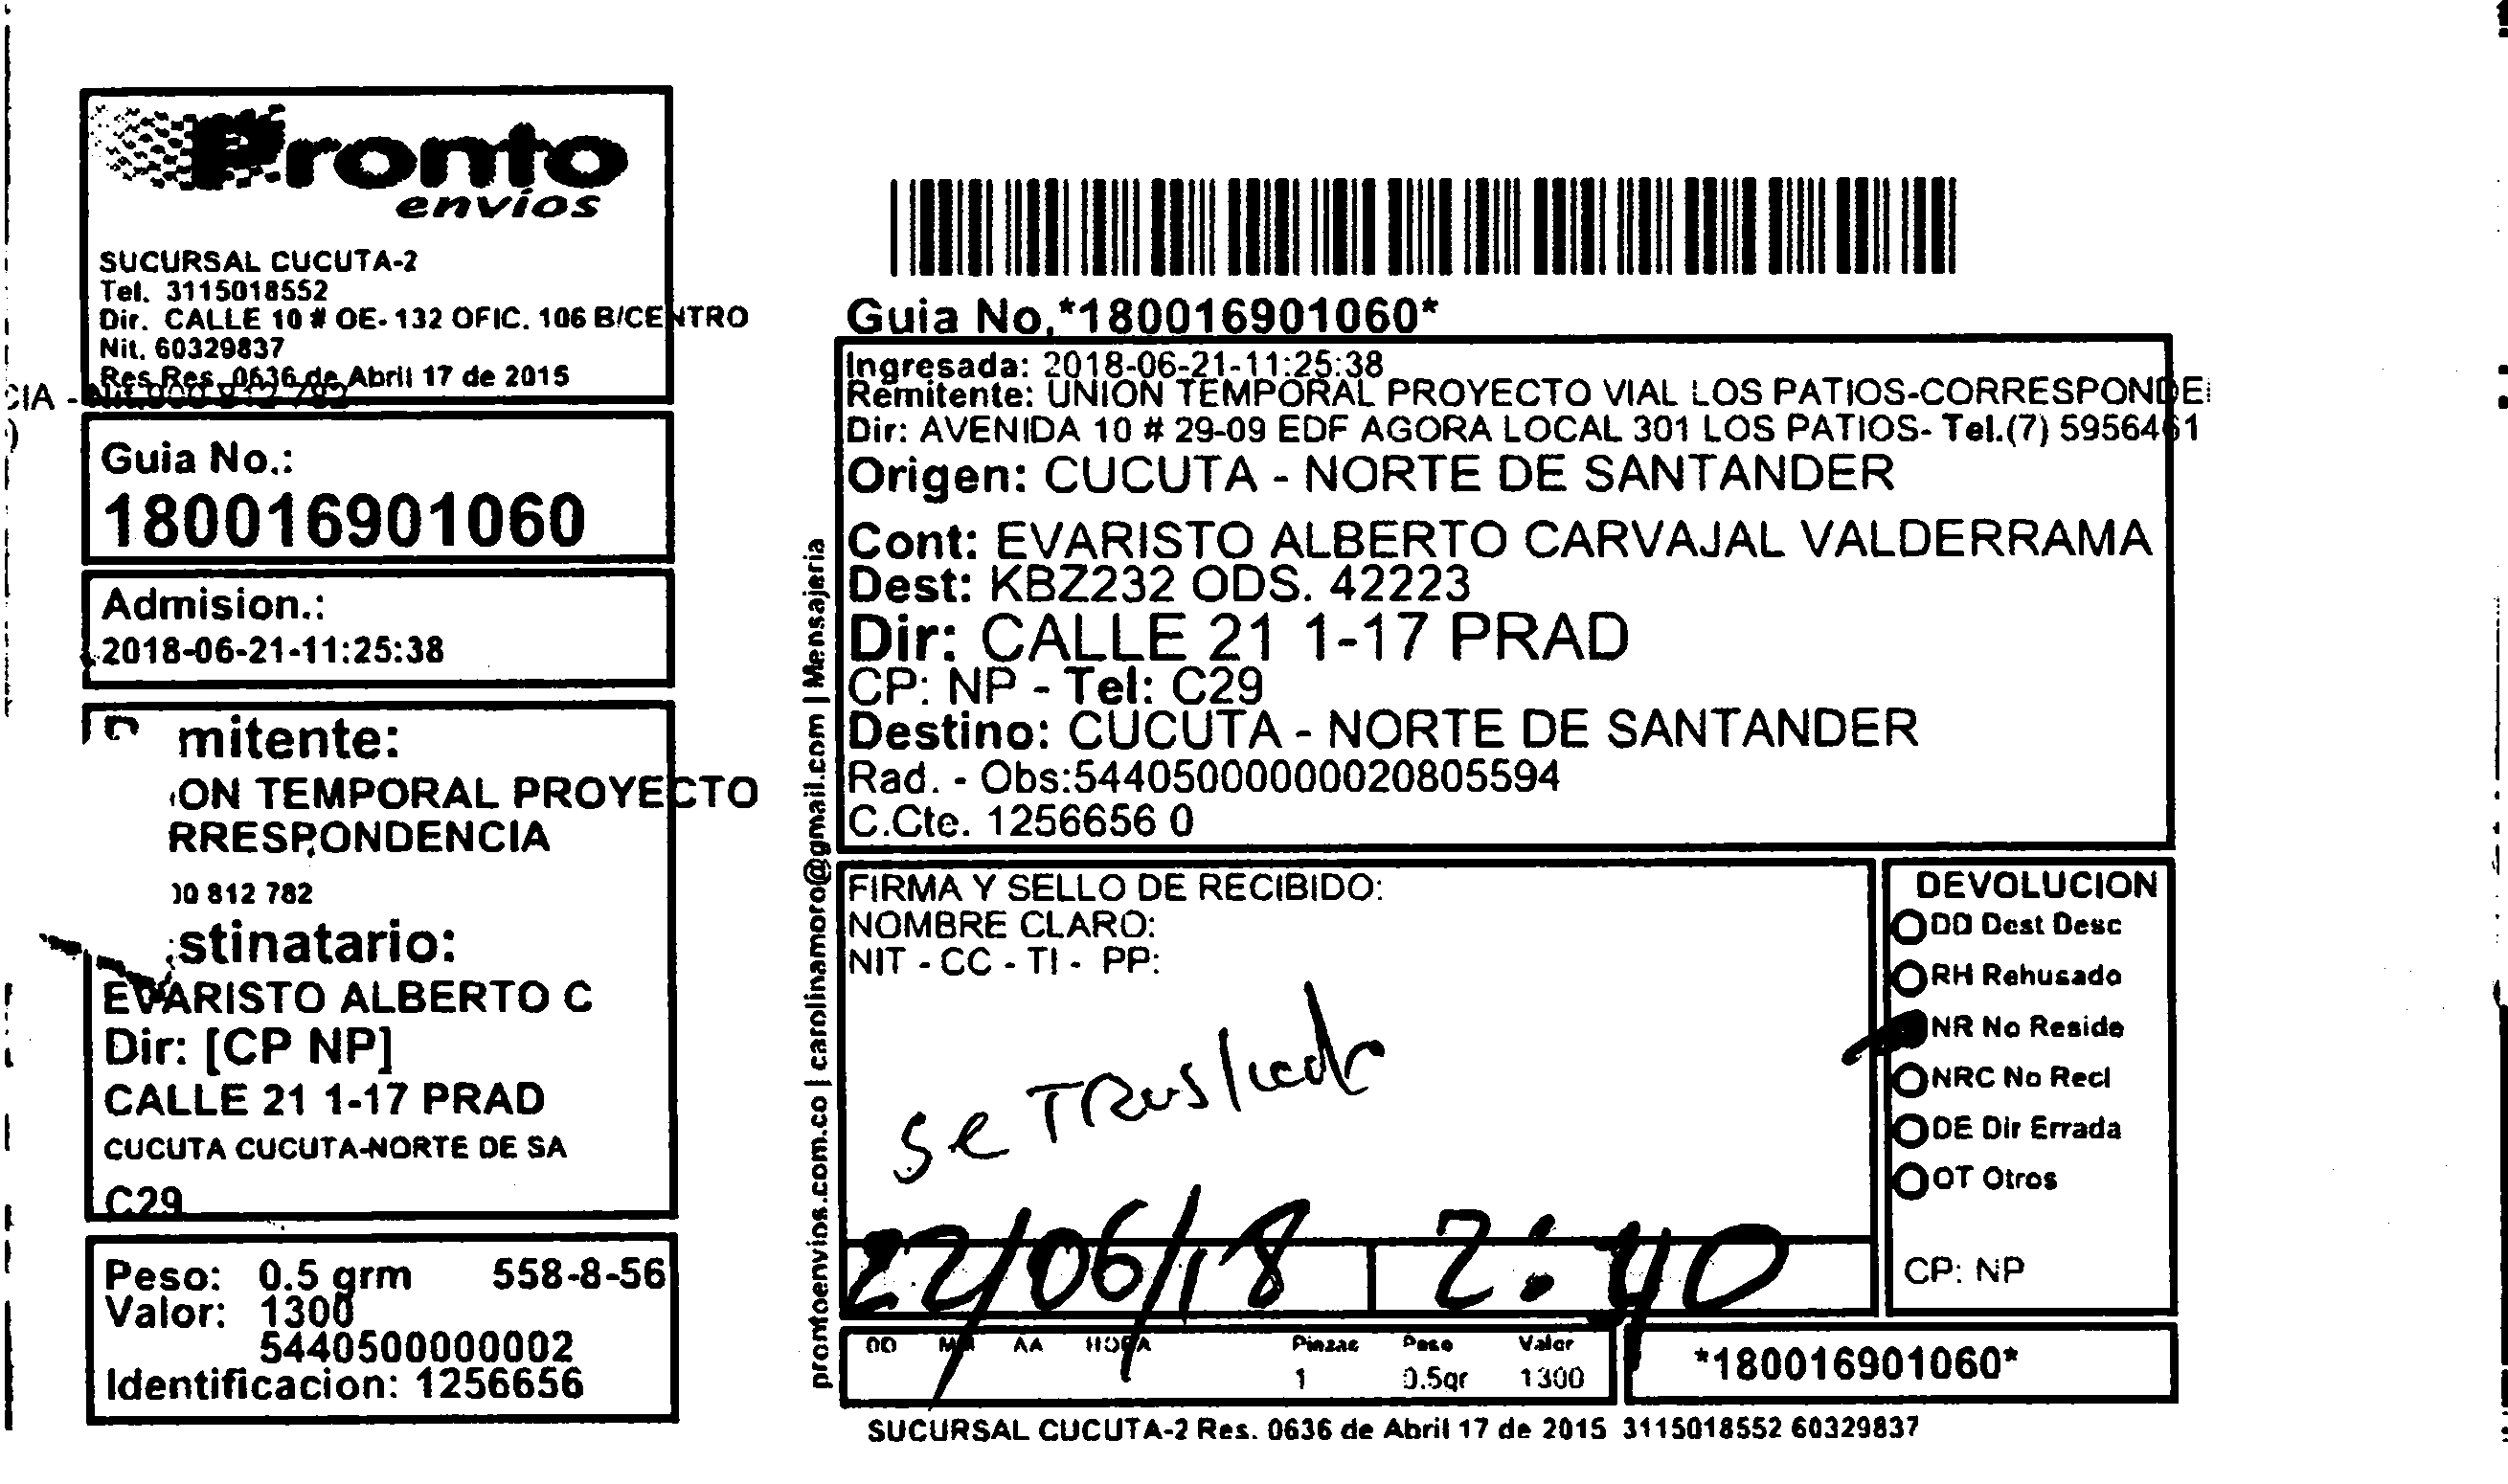 Pronto
envíos
SUCURSAL CUCUTA-2
Tel. 3115018552
Dir. CALLE 10 # OE-132 OFIC. 106 B/CENTRO
Nit. 60329837
Res Res. 0636 de Abril 17 de 2015
CIA -
Guia No.:
180016901060
Admision.:
2018-06-21-11:25:38
mitente:
ON TEMPORAL PROYECTO
RRESPONDENCIA
00 812 782
stinatario:
EVARISTO ALBERTO C
Dir: [CP NP]
CALLE 21 1-17 PRAD
CUCUTA CUCUTA-NORTE DE SA
C29
Peso: 0.5 grm 558-8-56
Valor: 1300
5440500000002
Identificacion: 1256656
prontoenvios.com.co | carolinamoro@gmail.com | Mensajeria
Guia No.*180016901060*
Ingresada: 2018-06-21-11:25:38
Remitente: UNION TEMPORAL PROYECTO VIAL LOS PATIOS-CORRESPONDE
Dir: AVENIDA 10 # 29-09 EDF AGORA LOCAL 301 LOS PATIOS- Tel.(7) 5956461
Origen: CUCUTA - NORTE DE SANTANDER
Cont: EVARISTO ALBERTO CARVAJAL VALDERRAMA
Dest: KBZ232 ODS. 42223
Dir: CALLE 21 1-17 PRAD
CP: NP - Tel: C29
Destino: CUCUTA - NORTE DE SANTANDER
Rad. - Obs:54405000000020805594
C.Cte. 1256656 0
FIRMA Y SELLO DE RECIBIDO:
NOMBRE CLARO:
NIT - CC - TI - PP:
Se Traslado
22/06/18 2:40
DEVOLUCION
DD Dest Desc
RH Rehusado
NR No Reside
NRC No Recl
DE Dir Errada
OT Otros
CP: NP
DD MM AA HORA Piezas Peso Valor
1 0.5gr 1300
*180016901060*
SUCURSAL CUCUTA-2 Res. 0636 de Abril 17 de 2015 3115018552 60329837